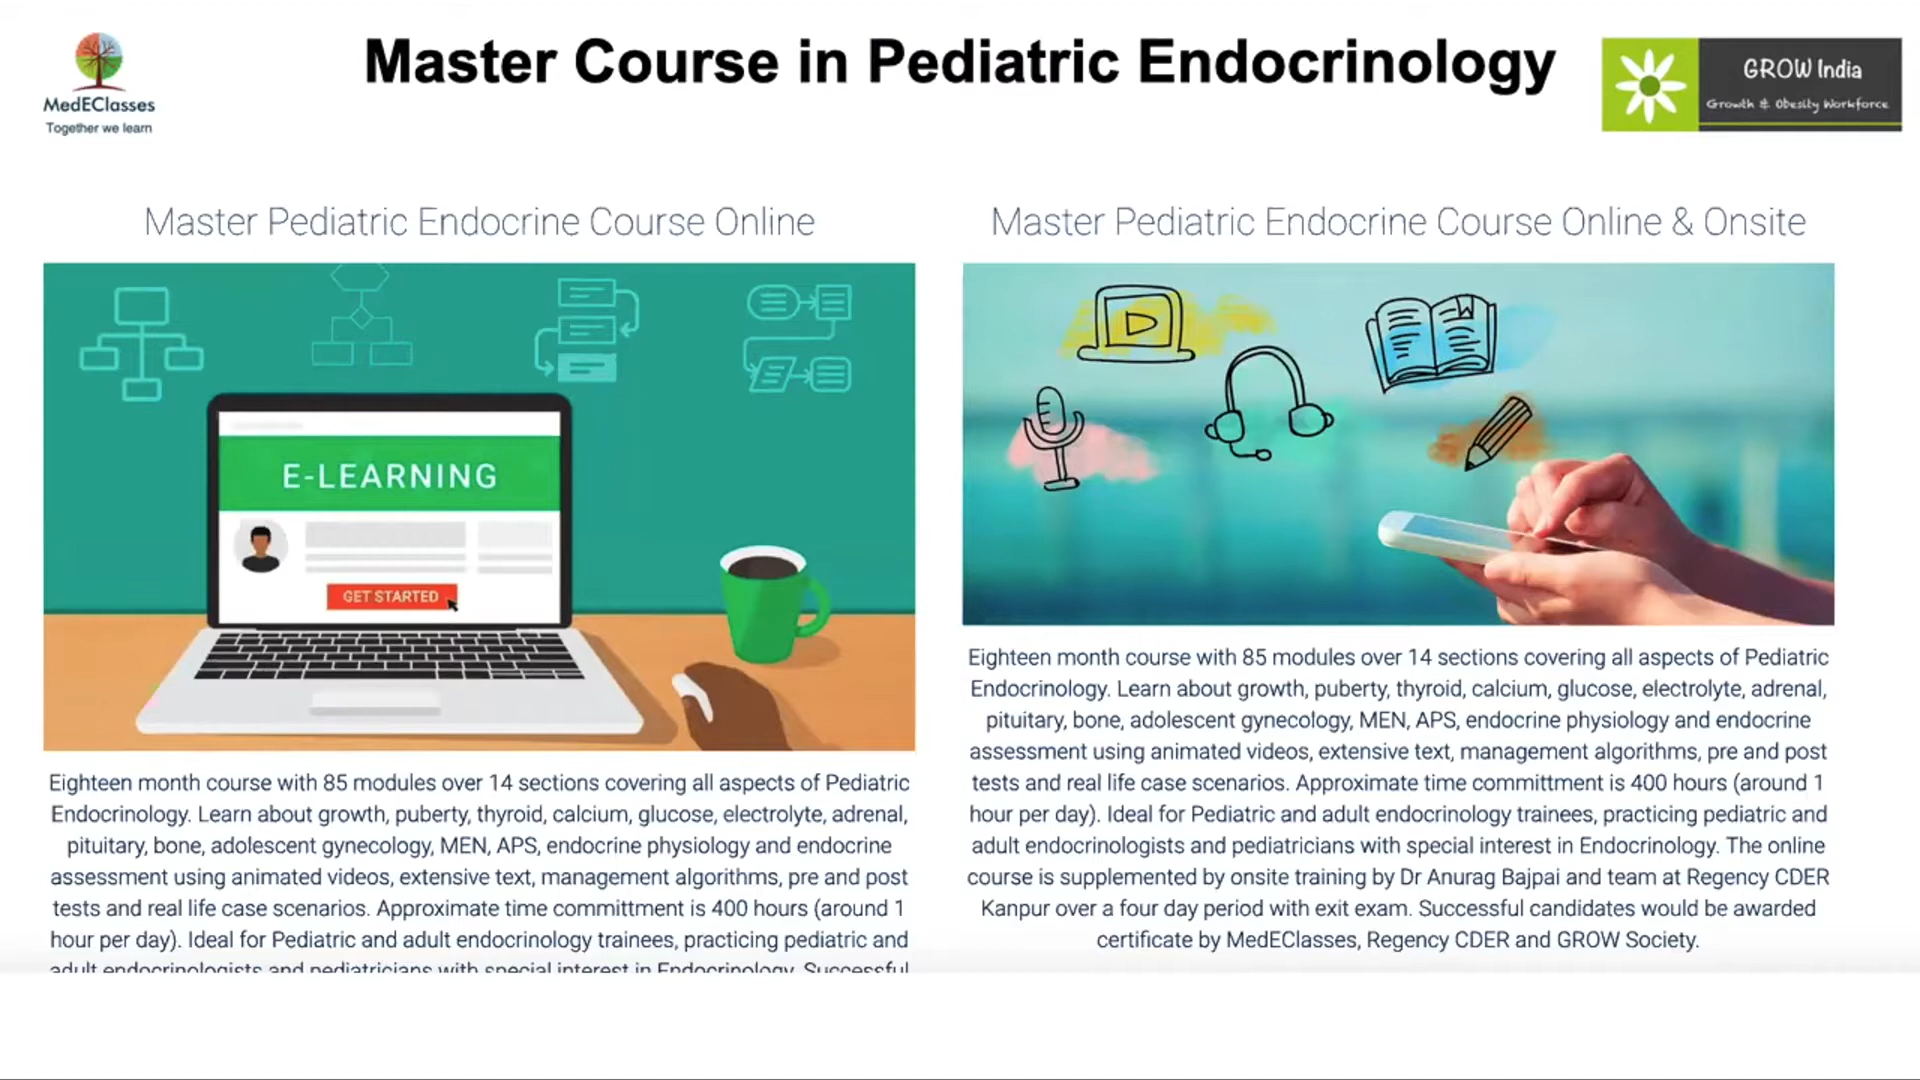 Master Course in Pediatric Endocrinology
MedEClasses
Together we learn
GROW India
Growth & Obesity Workforce
Master Pediatric Endocrine Course Online
E-LEARNING
GET STARTED
Eighteen month course with 85 modules over 14 sections covering all aspects of Pediatric
Endocrinology. Learn about growth, puberty, thyroid, calcium, glucose, electrolyte, adrenal,
pituitary, bone, adolescent gynecology, MEN, APS, endocrine physiology and endocrine
assessment using animated videos, extensive text, management algorithms, pre and post
tests and real life case scenarios. Approximate time committment is 400 hours (around 1
hour per day). Ideal for Pediatric and adult endocrinology trainees, practicing pediatric and
adult endocrinologists and pediatricians with special interest in Endocrinology. Successful
Master Pediatric Endocrine Course Online & Onsite
Eighteen month course with 85 modules over 14 sections covering all aspects of Pediatric
Endocrinology. Learn about growth, puberty, thyroid, calcium, glucose, electrolyte, adrenal,
pituitary, bone, adolescent gynecology, MEN, APS, endocrine physiology and endocrine
assessment using animated videos, extensive text, management algorithms, pre and post
tests and real life case scenarios. Approximate time committment is 400 hours (around 1
hour per day). Ideal for Pediatric and adult endocrinology trainees, practicing pediatric and
adult endocrinologists and pediatricians with special interest in Endocrinology. The online
course is supplemented by onsite training by Dr Anurag Bajpai and team at Regency CDER
Kanpur over a four day period with exit exam. Successful candidates would be awarded
certificate by MedEClasses, Regency CDER and GROW Society.